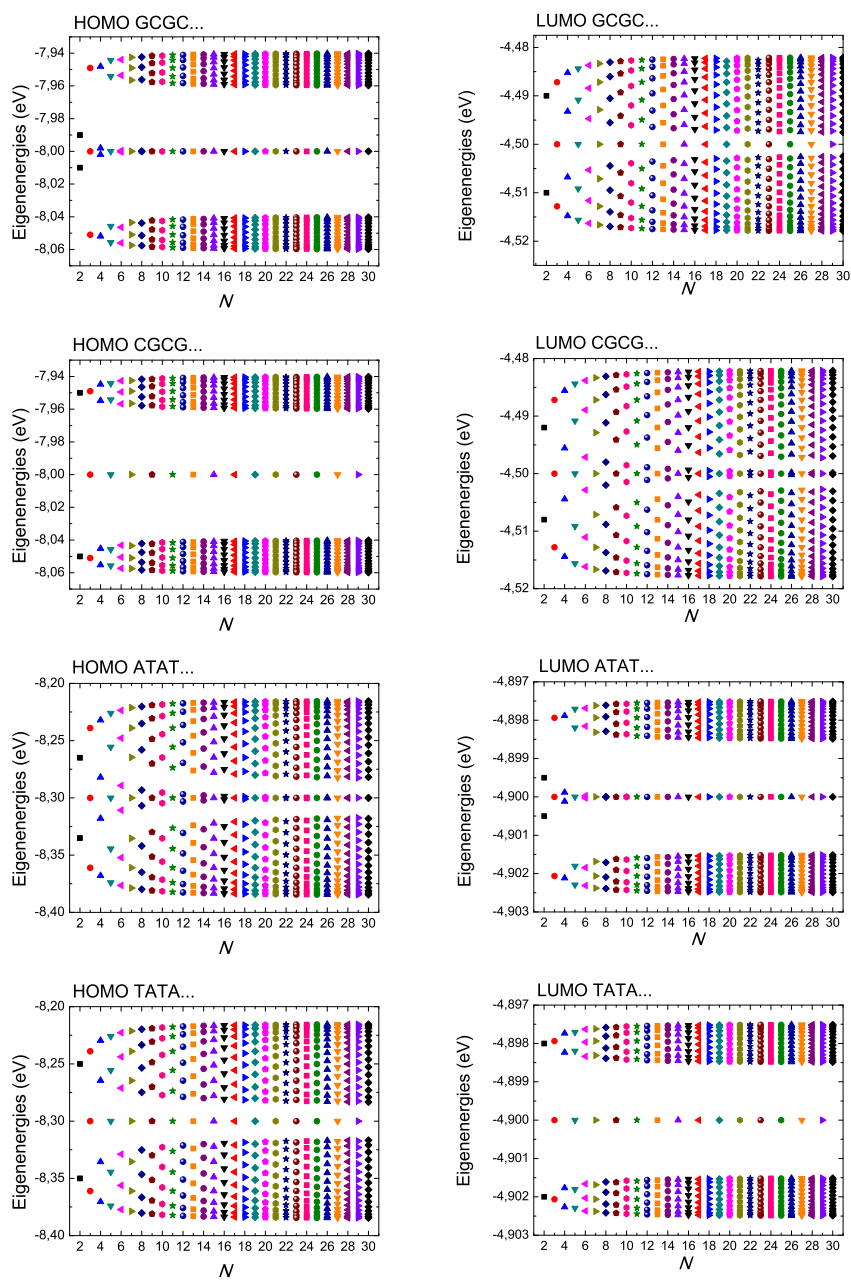 HOMO GCGC...
Eigenenergies (eV)
-7,94
-7,96
-7,98
-8,00
-8,02
-8,04
-8,06
2 4 6 8 10 12 14 16 18 20 22 24 26 28 30
N
LUMO GCGC...
Eigenenergies (eV)
-4,48
-4,49
-4,50
-4,51
-4,52
2 4 6 8 10 12 14 16 18 20 22 24 26 28 30
N
HOMO CGCG...
Eigenenergies (eV)
-7,94
-7,96
-7,98
-8,00
-8,02
-8,04
-8,06
2 4 6 8 10 12 14 16 18 20 22 24 26 28 30
N
LUMO CGCG...
Eigenenergies (eV)
-4,48
-4,49
-4,50
-4,51
-4,52
2 4 6 8 10 12 14 16 18 20 22 24 26 28 30
N
HOMO ATAT...
Eigenenergies (eV)
-8,20
-8,25
-8,30
-8,35
-8,40
2 4 6 8 10 12 14 16 18 20 22 24 26 28 30
N
LUMO ATAT...
Eigenenergies (eV)
-4,897
-4,898
-4,899
-4,900
-4,901
-4,902
-4,903
2 4 6 8 10 12 14 16 18 20 22 24 26 28 30
N
HOMO TATA...
Eigenenergies (eV)
-8,20
-8,25
-8,30
-8,35
-8,40
2 4 6 8 10 12 14 16 18 20 22 24 26 28 30
N
LUMO TATA...
Eigenenergies (eV)
-4,897
-4,898
-4,899
-4,900
-4,901
-4,902
-4,903
2 4 6 8 10 12 14 16 18 20 22 24 26 28 30
N